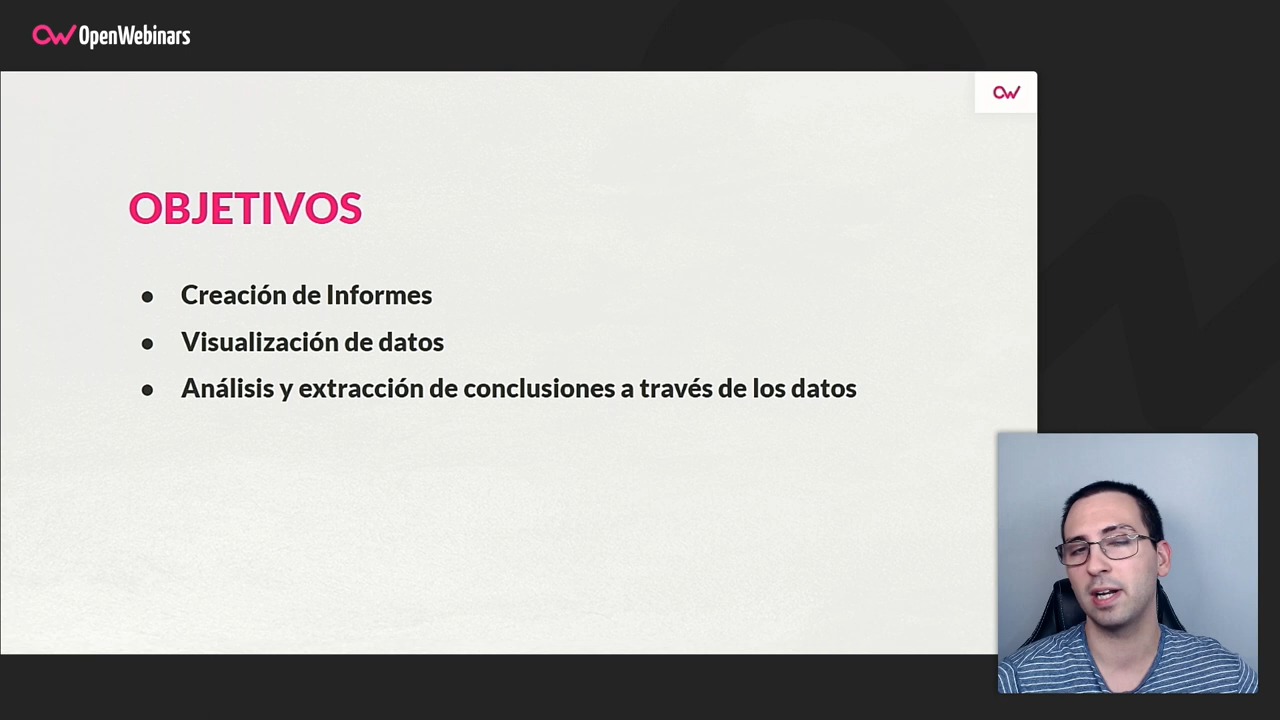 OpenWebinars
OBJETIVOS
● Creación de Informes
● Visualización de datos
● Análisis y extracción de conclusiones a través de los datos